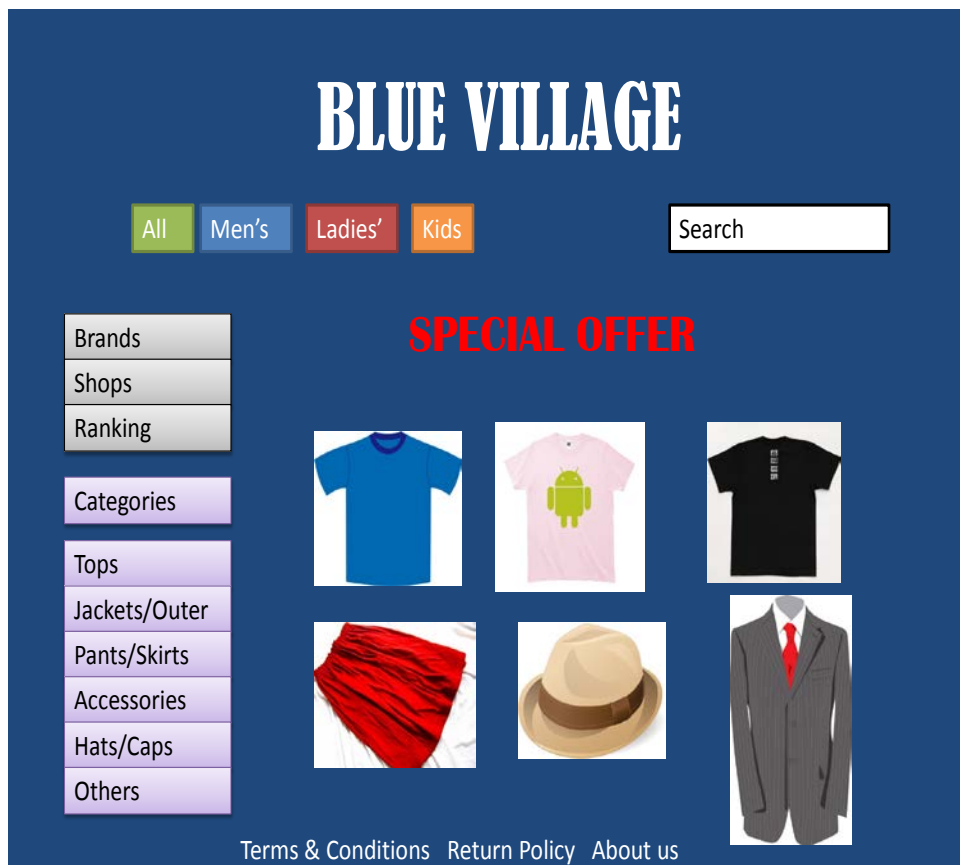 BLUE VILLAGE
All Men's Ladies' Kids Search
SPECIAL OFFER
Brands
Shops
Ranking
Categories
Tops
Jackets/Outer
Pants/Skirts
Accessories
Hats/Caps
Others
Terms & Conditions Return Policy About us